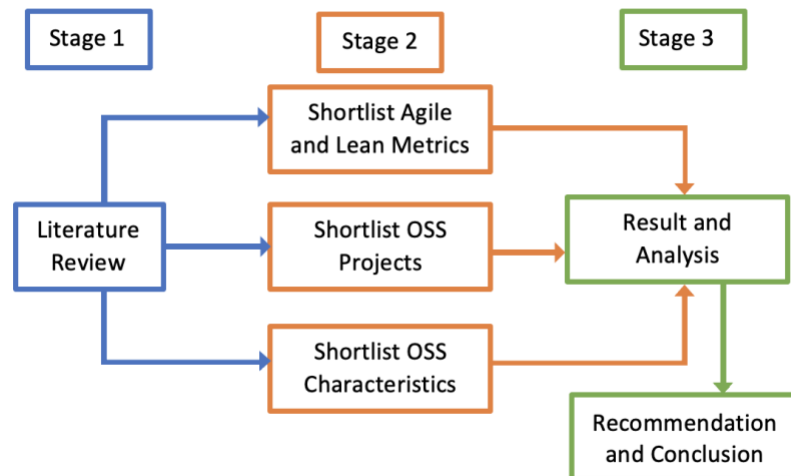 Stage 1
Stage 2
Stage 3
Shortlist Agile
and Lean Metrics
Literature
Review
Shortlist OSS
Projects
Result and
Analysis
Shortlist OSS
Characteristics
Recommendation
and Conclusion